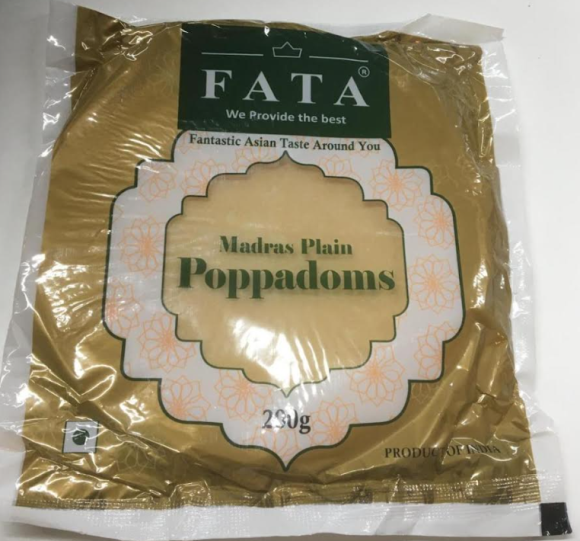 FATA®
We Provide the best
Fantastic Asian Taste Around You
Madras Plain
Poppadoms
PRODUCT OF INDIA